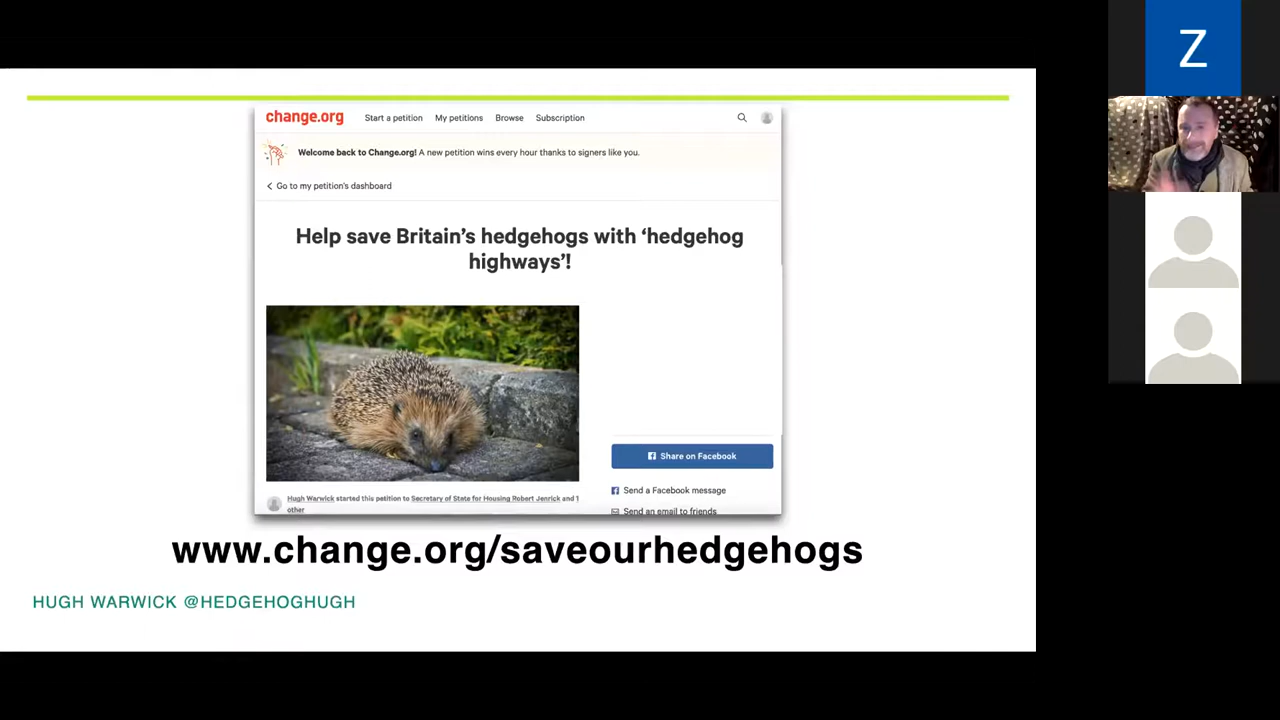 change.org Start a petition My petitions Browse Subscription
Welcome back to Change.org! A new petition wins every hour thanks to signers like you.
Go to my petition's dashboard
Help save Britain's hedgehogs with ‘hedgehog
highways’!
Share on Facebook
Send a Facebook message
Hugh Warwick started this petition to Secretary of State for Housing Robert Jenrick and 1
other
Send an email to friends
www.change.org/saveourhedgehogs
HUGH WARWICK @HEDGEHOGHUGH
Z